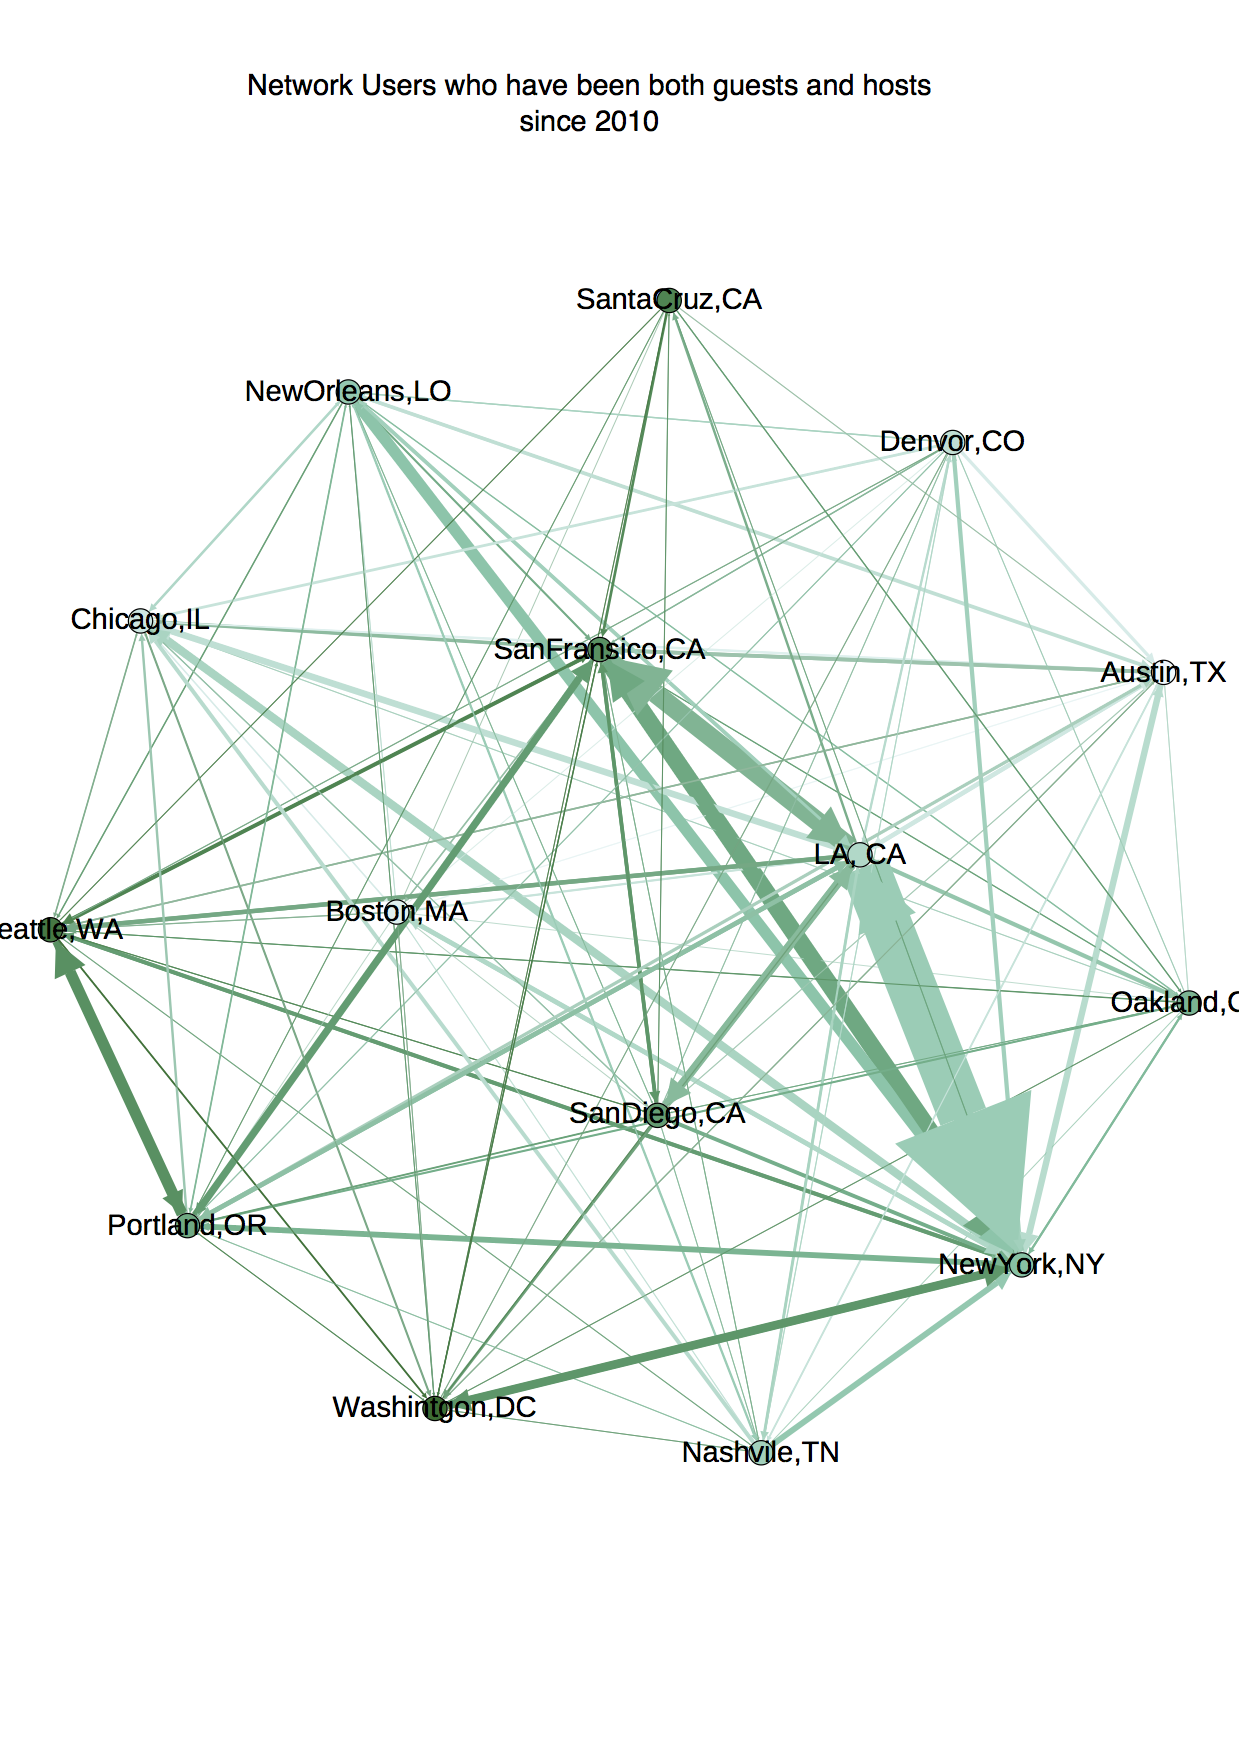 Network Users who have been both guests and hosts
since 2010
SantaCruz,CA
NewOrleans,LO
Denvor,CO
Chicago,IL
SanFransico,CA
Austin,TX
LA, CA
Boston,MA
eattle,WA
Oakland,C
SanDiego,CA
Portland,OR
NewYork,NY
Washintgon,DC
Nashvile,TN